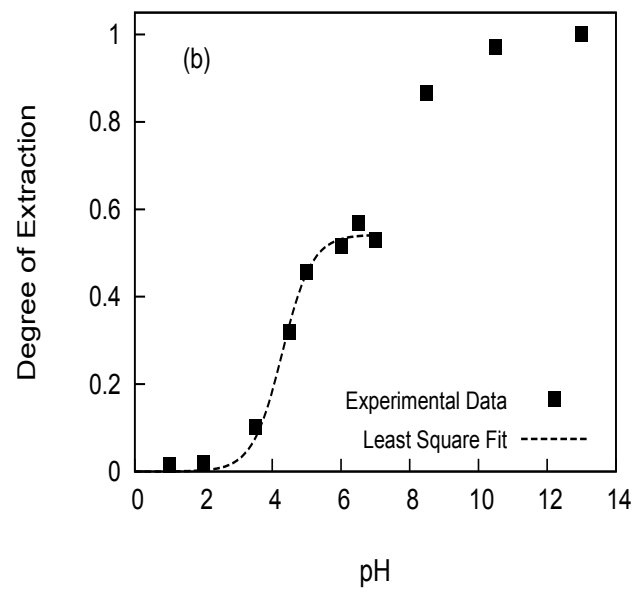 (b)
Degree of Extraction
1
0.8
0.6
0.4
0.2
0
Experimental Data
Least Square Fit
0 2 4 6 8 10 12 14
pH